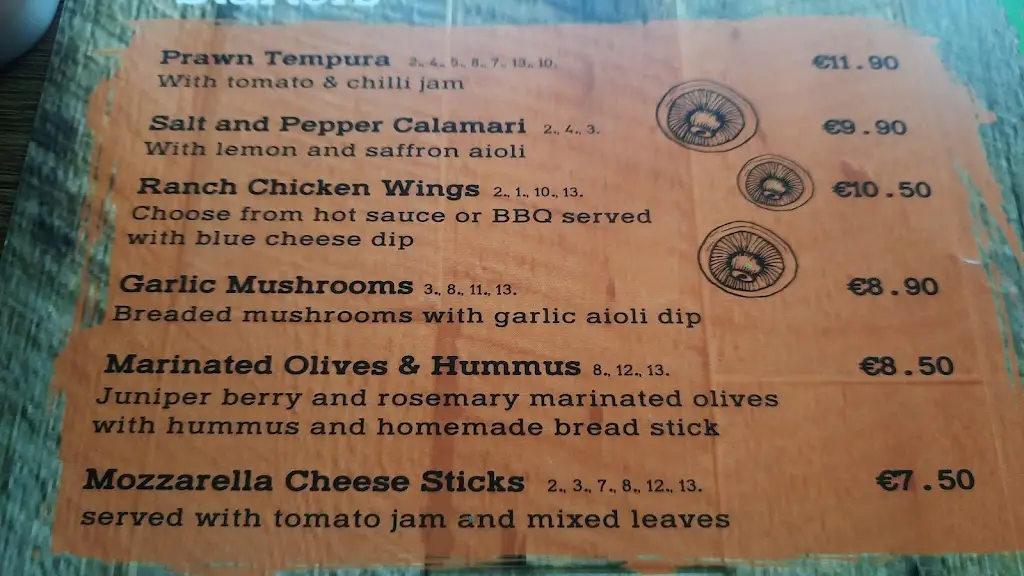 Starters
Prawn Tempura 2., 4., 5., 8., 7., 13., 10. €11.90
With tomato & chilli jam
Salt and Pepper Calamari 2., 4., 3. €9.90
With lemon and saffron aioli
Ranch Chicken Wings 2., 1., 10., 13. €10.50
Choose from hot sauce or BBQ served
with blue cheese dip
Garlic Mushrooms 3., 8., 11., 13. €8.90
Breaded mushrooms with garlic aioli dip
Marinated Olives & Hummus 8., 12., 13. €8.50
Juniper berry and rosemary marinated olives
with hummus and homemade bread stick
Mozzarella Cheese Sticks 2., 3., 7., 8., 12., 13. €7.50
served with tomato jam and mixed leaves